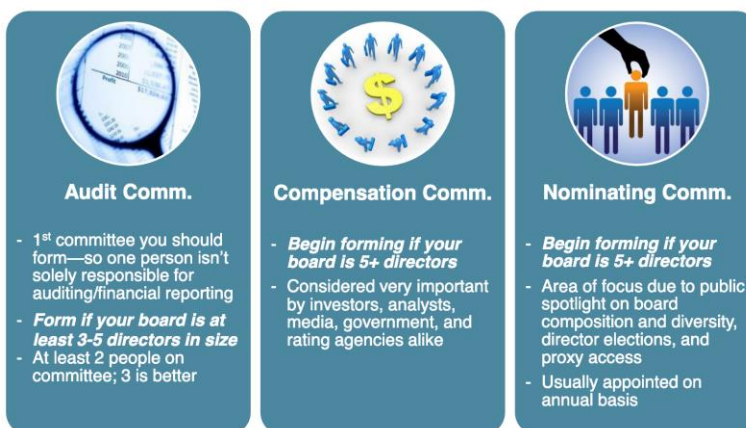 2010
Profit
Audit Comm.
- 1st committee you should
form—so one person isn't
solely responsible for
auditing/financial reporting
- Form if your board is at
least 3-5 directors in size
- At least 2 people on
committee; 3 is better
$
Compensation Comm.
- Begin forming if your
board is 5+ directors
- Considered very important
by investors, analysts,
media, government, and
rating agencies alike
Nominating Comm.
- Begin forming if your
board is 5+ directors
- Area of focus due to public
spotlight on board
composition and diversity,
director elections, and
proxy access
- Usually appointed on
annual basis